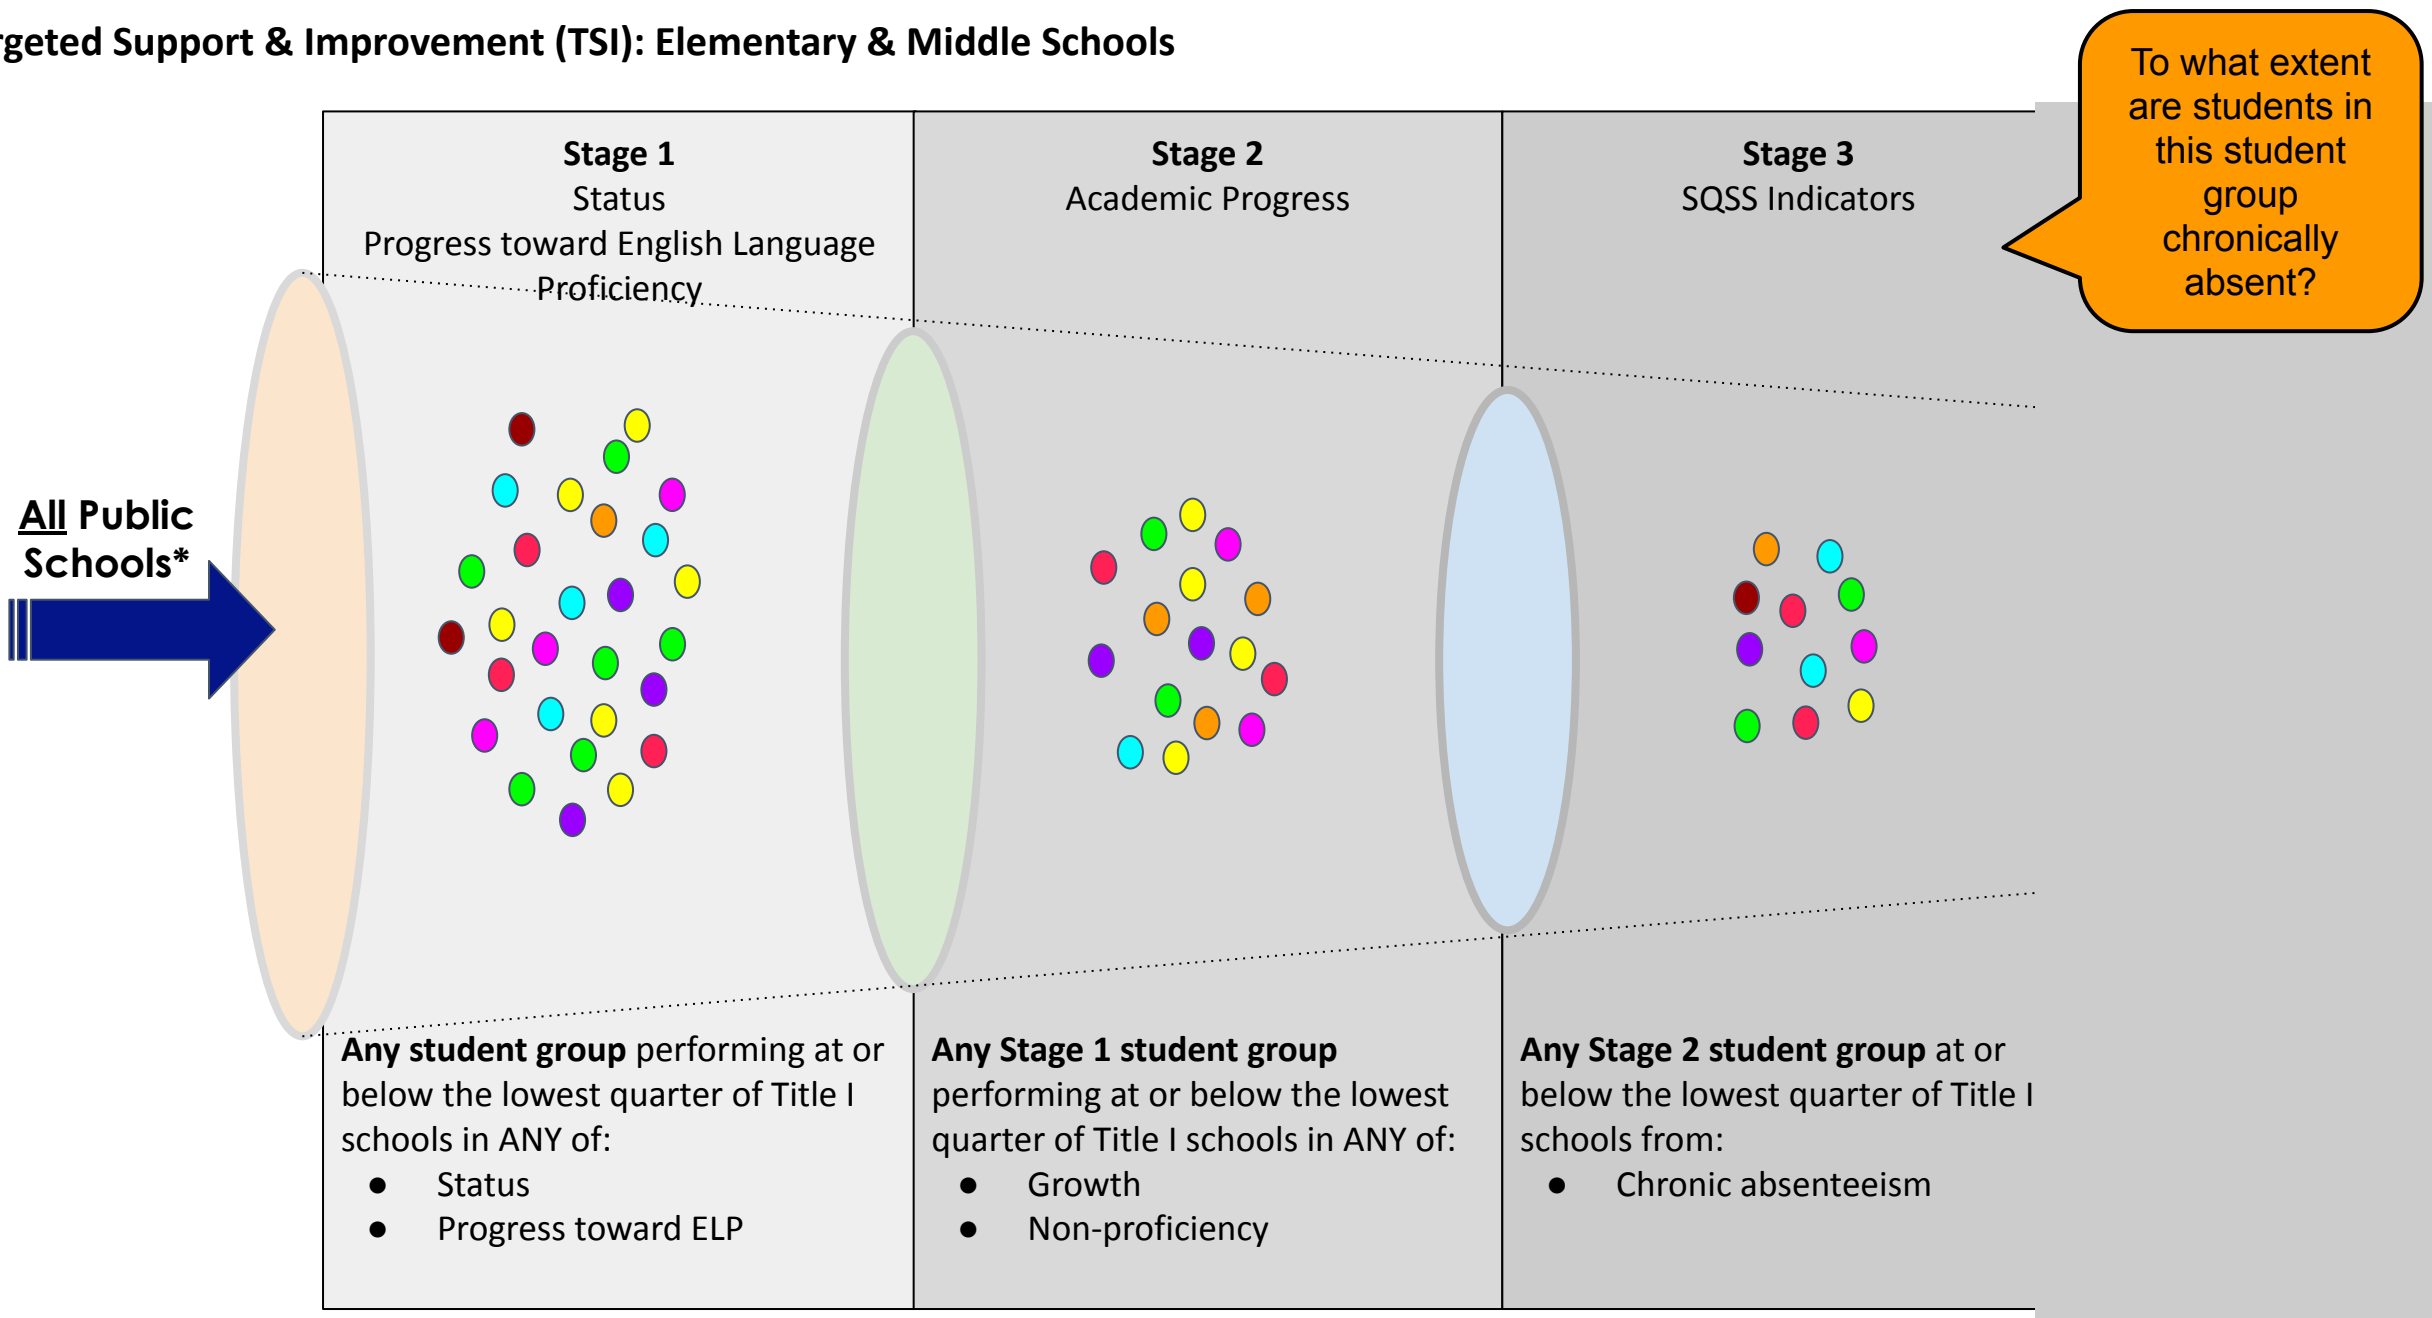 rgeted Support & Improvement (TSI): Elementary & Middle Schools
To what extent
are students in
this student
group
chronically
absent?
Stage 1
Status
Progress toward English Language
Proficiency
Stage 2
Academic Progress
Stage 3
SQSS Indicators
All Public
Schools*
Any student group performing at or
below the lowest quarter of Title I
schools in ANY of:
● Status
● Progress toward ELP
Any Stage 1 student group
performing at or below the lowest
quarter of Title I schools in ANY of:
● Growth
● Non-proficiency
Any Stage 2 student group at or
below the lowest quarter of Title I
schools from:
● Chronic absenteeism